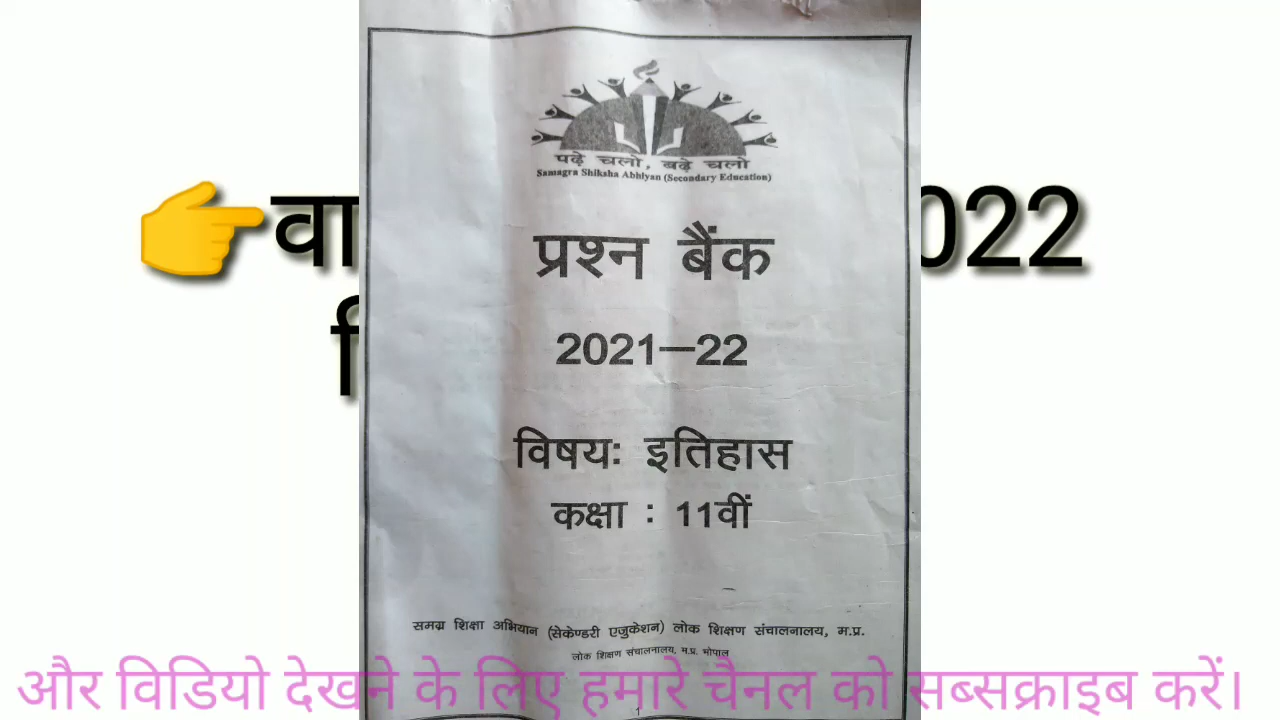 पढ़े चलो, बढ़े चलो
Samagra Shiksha Abhiyan (Secondary Education)
प्रश्न बैंक
2021—22
विषयः इतिहास
कक्षा : 11वीं
समग्र शिक्षा अभियान (सेकेण्डरी एजुकेशन) लोक शिक्षण संचालनालय, म.प्र.
लोक शिक्षण संचालनालय, म.प्र. भोपाल
और विडियो देखने के लिए हमारे चैनल को सब्सक्राइब करें।
1